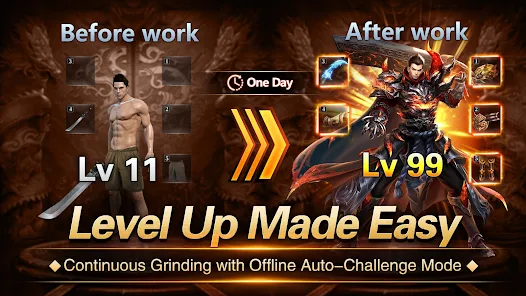 Before work
After work
One Day
Lv 11
Lv 99
Level Up Made Easy
Continuous Grinding with Offline Auto-Challenge Mode